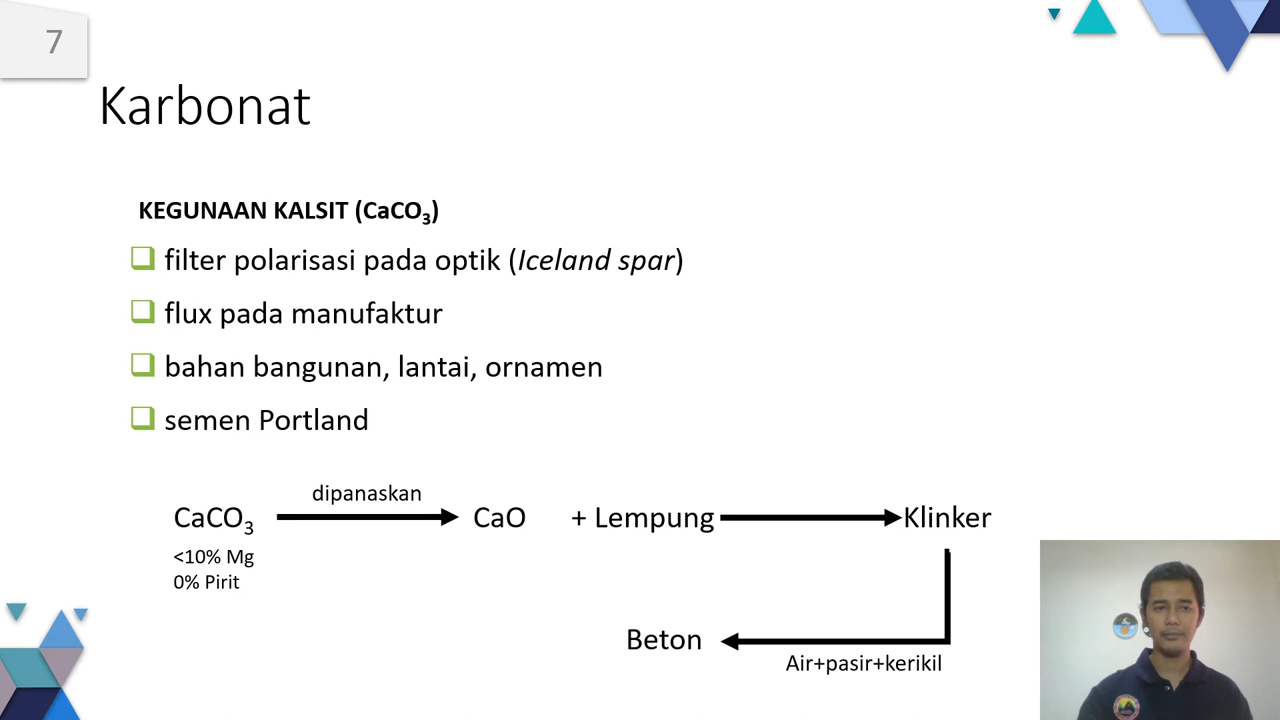 7
Karbonat
KEGUNAAN KALSIT (CaCO₃)
filter polarisasi pada optik (Iceland spar)
flux pada manufaktur
bahan bangunan, lantai, ornamen
semen Portland
dipanaskan
CaCO₃ CaO + Lempung Klinker
<10% Mg
0% Pirit
Beton
Air+pasir+kerikil